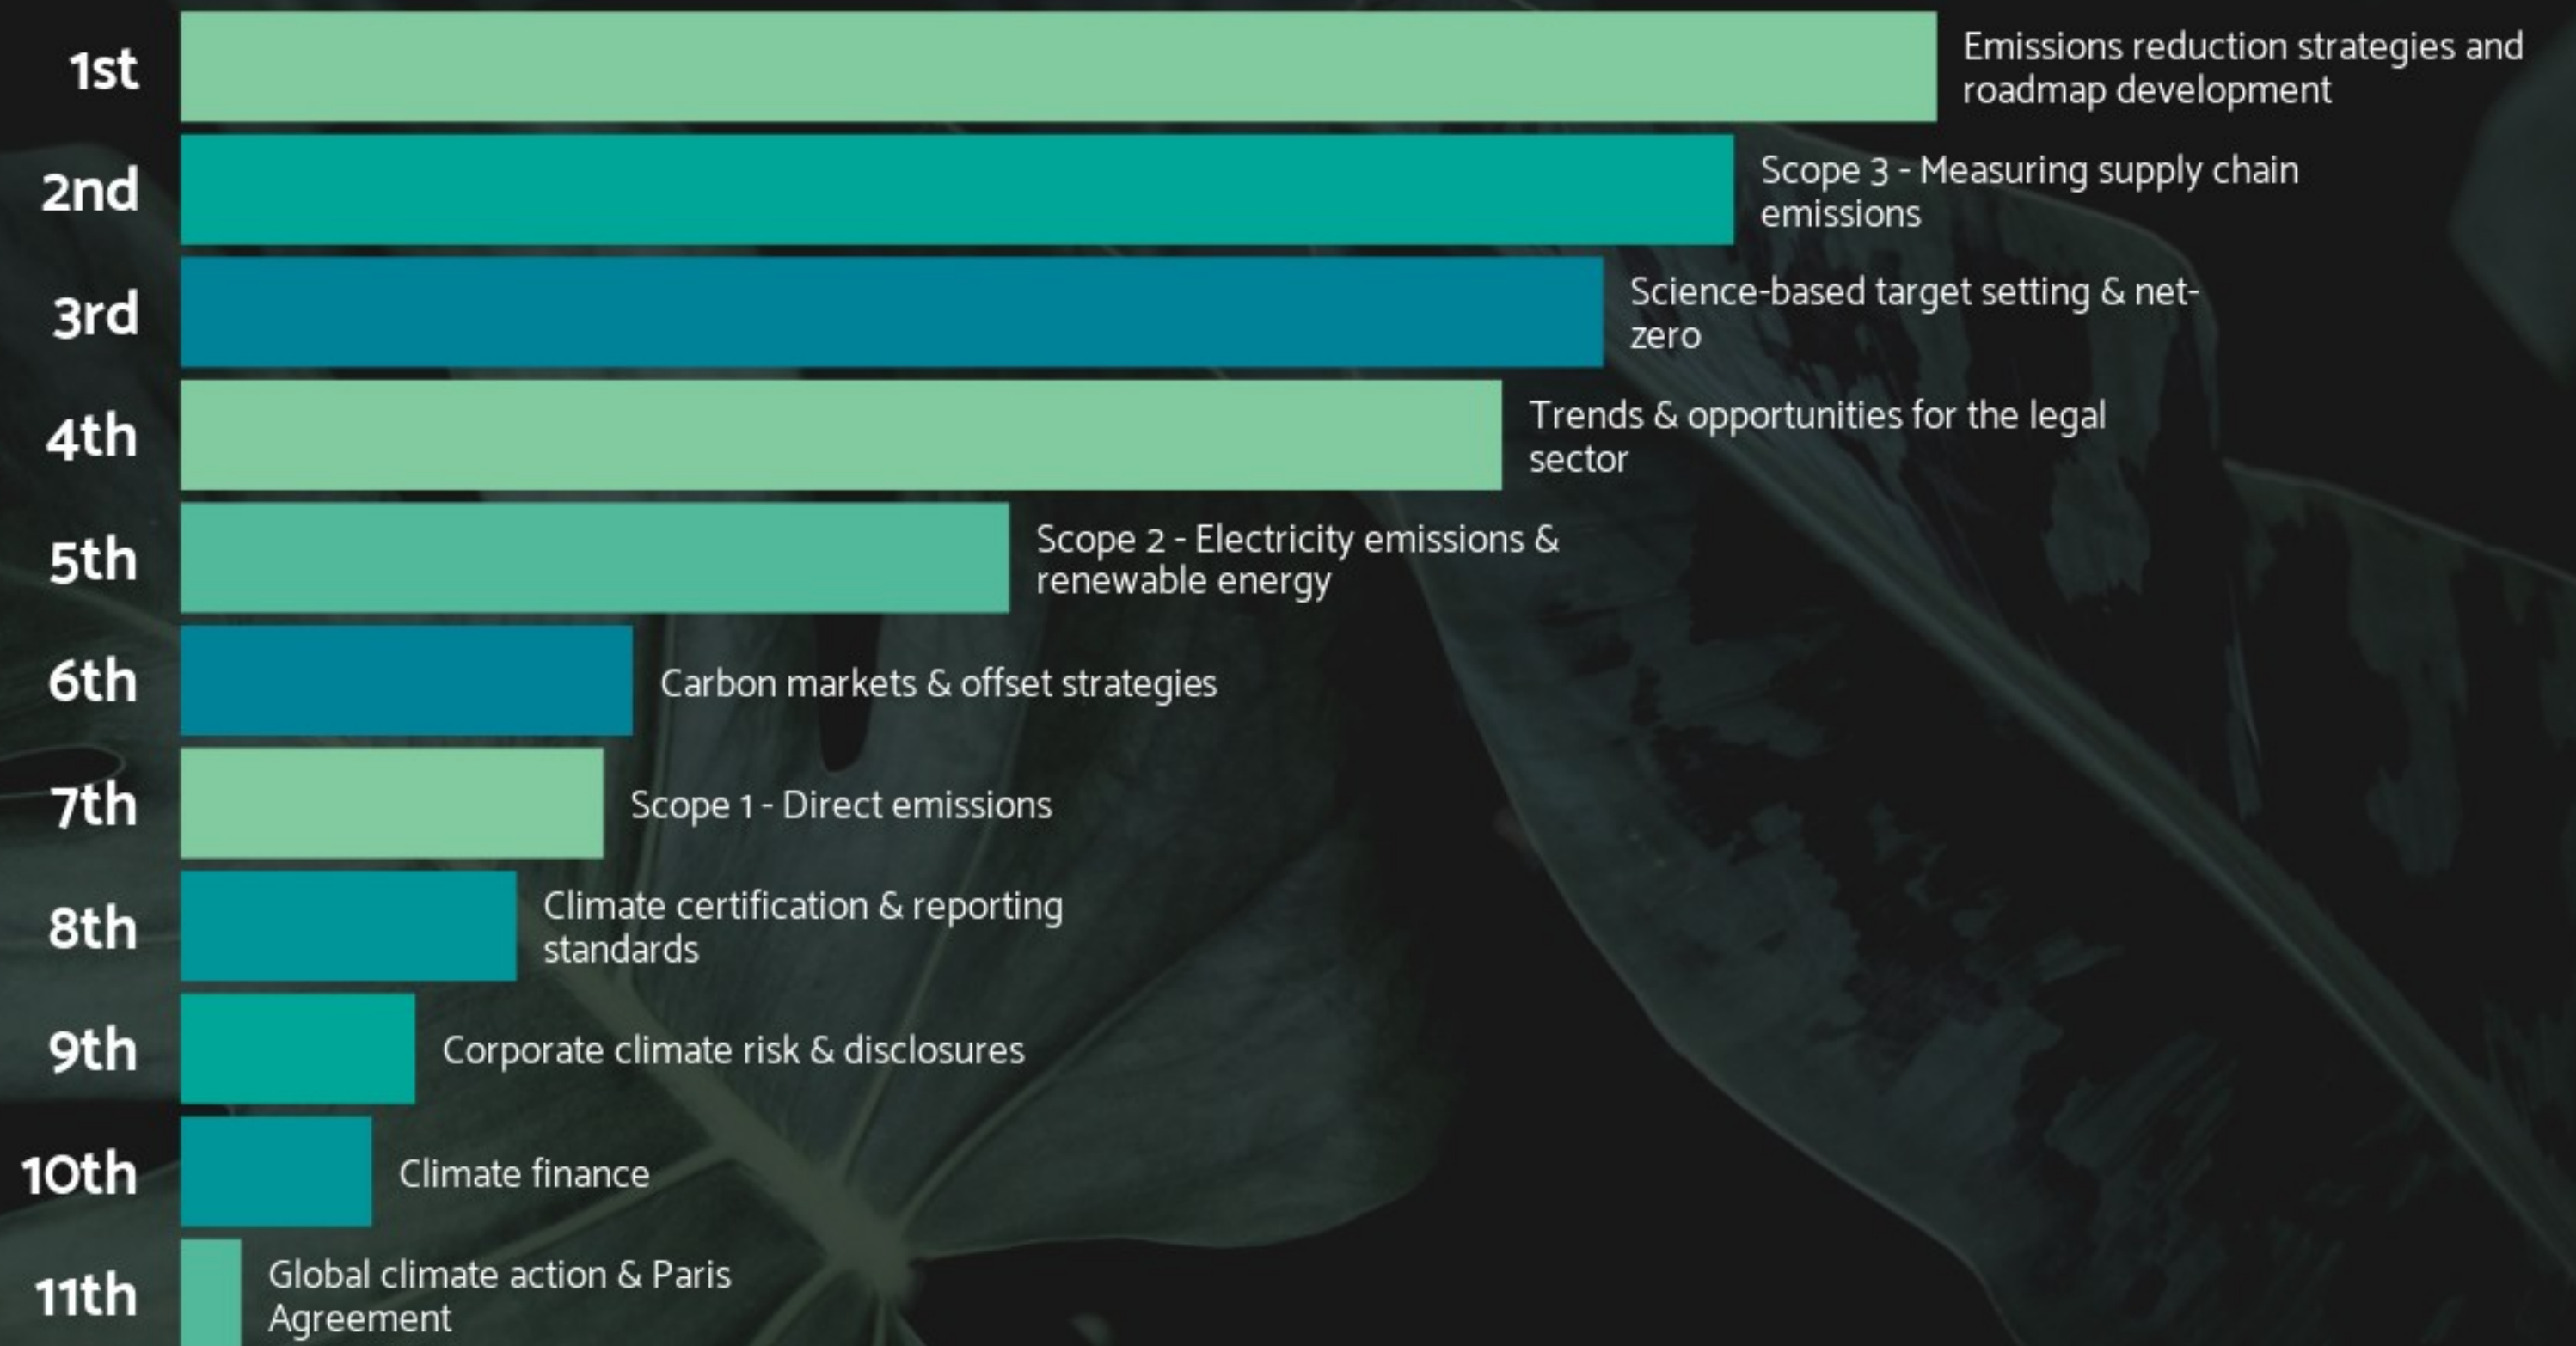 1st
Emissions reduction strategies and
roadmap development
2nd
Scope 3 - Measuring supply chain
emissions
3rd
Science-based target setting & net-
zero
4th
Trends & opportunities for the legal
sector
5th
Scope 2 - Electricity emissions &
renewable energy
6th
Carbon markets & offset strategies
7th
Scope 1 - Direct emissions
8th
Climate certification & reporting
standards
9th
Corporate climate risk & disclosures
10th
Climate finance
11th
Global climate action & Paris
Agreement